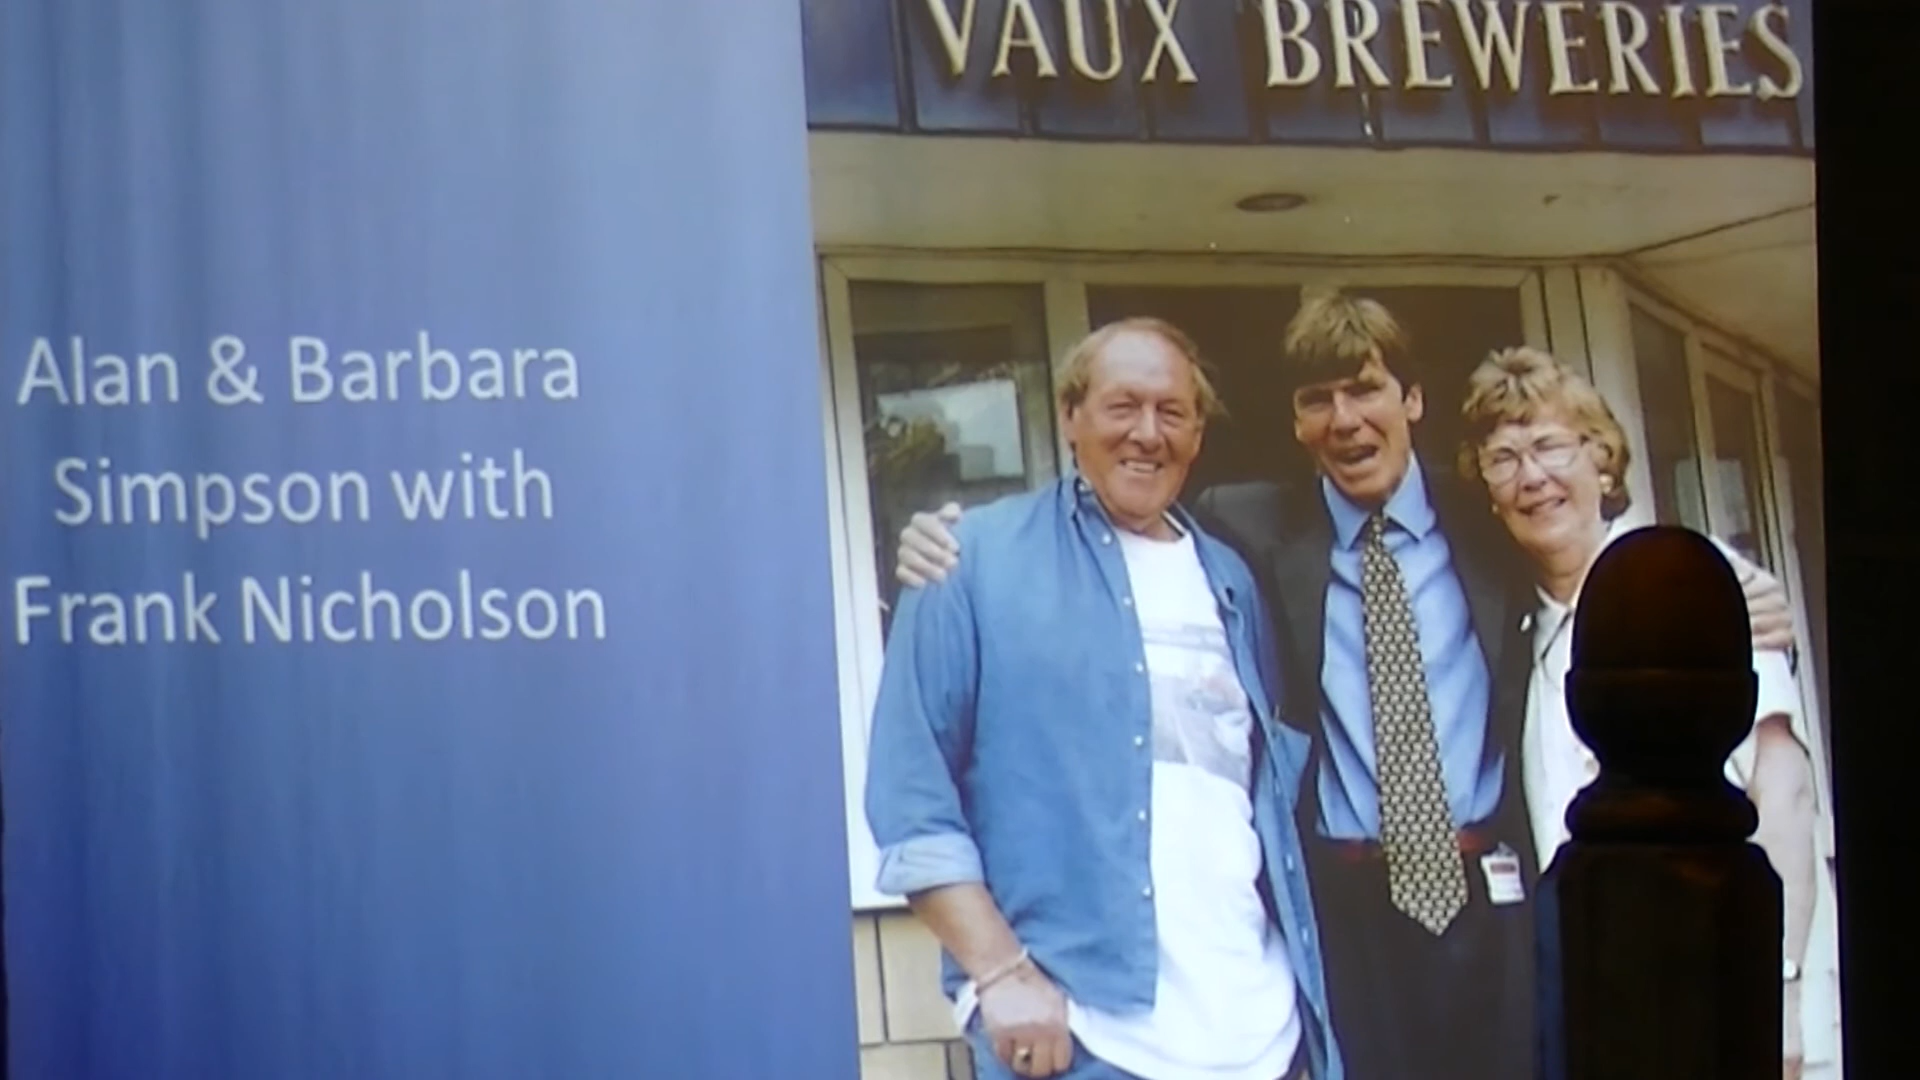 VAUX BREWERIES
Alan & Barbara
Simpson with
Frank Nicholson